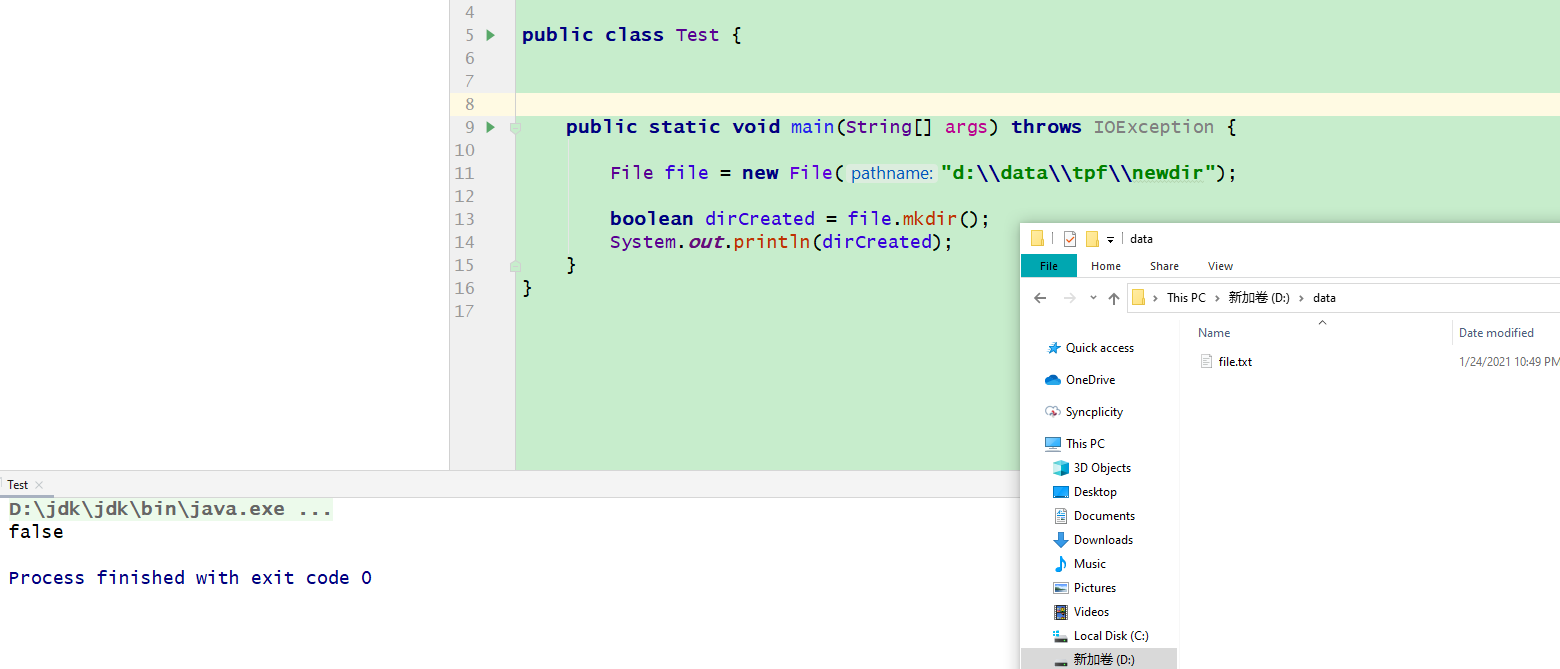 4
5 public class Test {
6
7
8
9 public static void main(String[] args) throws IOException {
10
11 File file = new File( pathname: "d:\\data\\tpf\\newdir");
12
13 boolean dirCreated = file.mkdir();
14 System.out.println(dirCreated);
15 }
16 }
17
data
File Home Share View
This PC › 新加卷 (D:) › data
Name Date modified
file.txt 1/24/2021 10:49 PM
Quick access
OneDrive
Syncplicity
This PC
3D Objects
Desktop
Documents
Downloads
Music
Pictures
Videos
Local Disk (C:)
新加卷 (D:)
Test
D:\jdk\jdk\bin\java.exe ...
false
Process finished with exit code 0